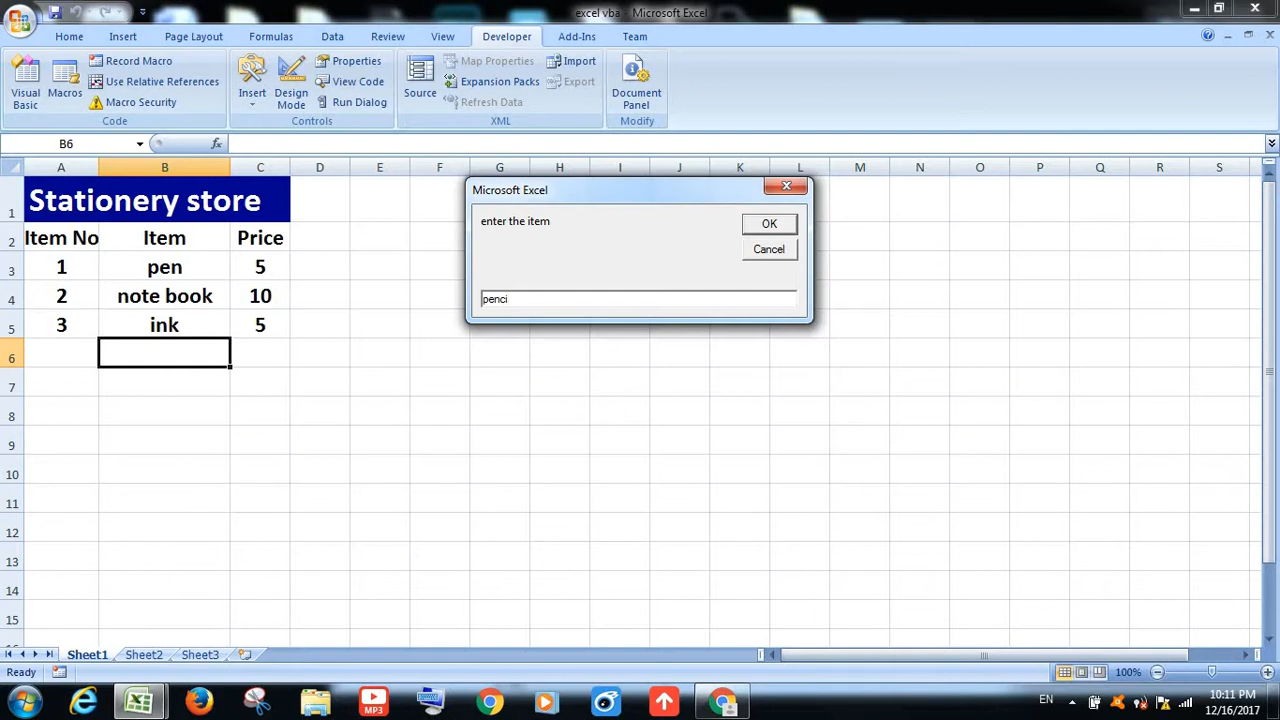 excel vba - Microsoft Excel
Home Insert Page Layout Formulas Data Review View Developer Add-Ins Team
Visual Basic
Macros
Record Macro
Use Relative References
Macro Security
Code
Insert
Design Mode
Properties
View Code
Run Dialog
Controls
Source
Map Properties
Expansion Packs
Refresh Data
Import
Export
XML
Document Panel
Modify
B6 fx
A B C D E F G H I J K L M N O P Q R S
1 Stationery store
2 Item No Item Price
3 1 pen 5
4 2 note book 10
5 3 ink 5
6
7
8
9
10
11
12
13
14
15
Microsoft Excel
enter the item
OK
Cancel
penci
Sheet1 Sheet2 Sheet3
Ready 100%
MP3
EN 10:11 PM
12/16/2017